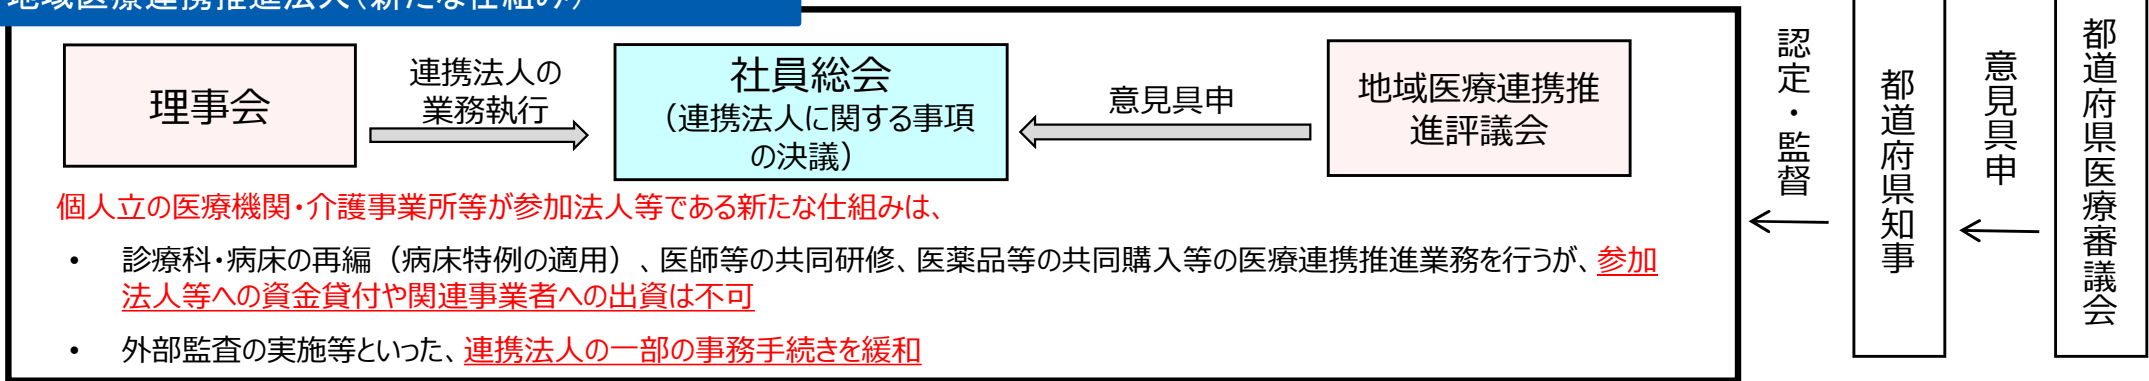 地域医療連携推進法人（新たな仕組み）
理事会
連携法人の
業務執行
社員総会
（連携法人に関する事項
の決議）
意見具申
地域医療連携推
進評議会
個人立の医療機関・介護事業所等が参加法人等である新たな仕組みは、
• 診療科・病床の再編（病床特例の適用）、医師等の共同研修、医薬品等の共同購入等の医療連携推進業務を行うが、参加
法人等への資金貸付や関連事業者への出資は不可
• 外部監査の実施等といった、連携法人の一部の事務手続きを緩和
認定・監督
都道府県知事
意見具申
都道府県医療審議会